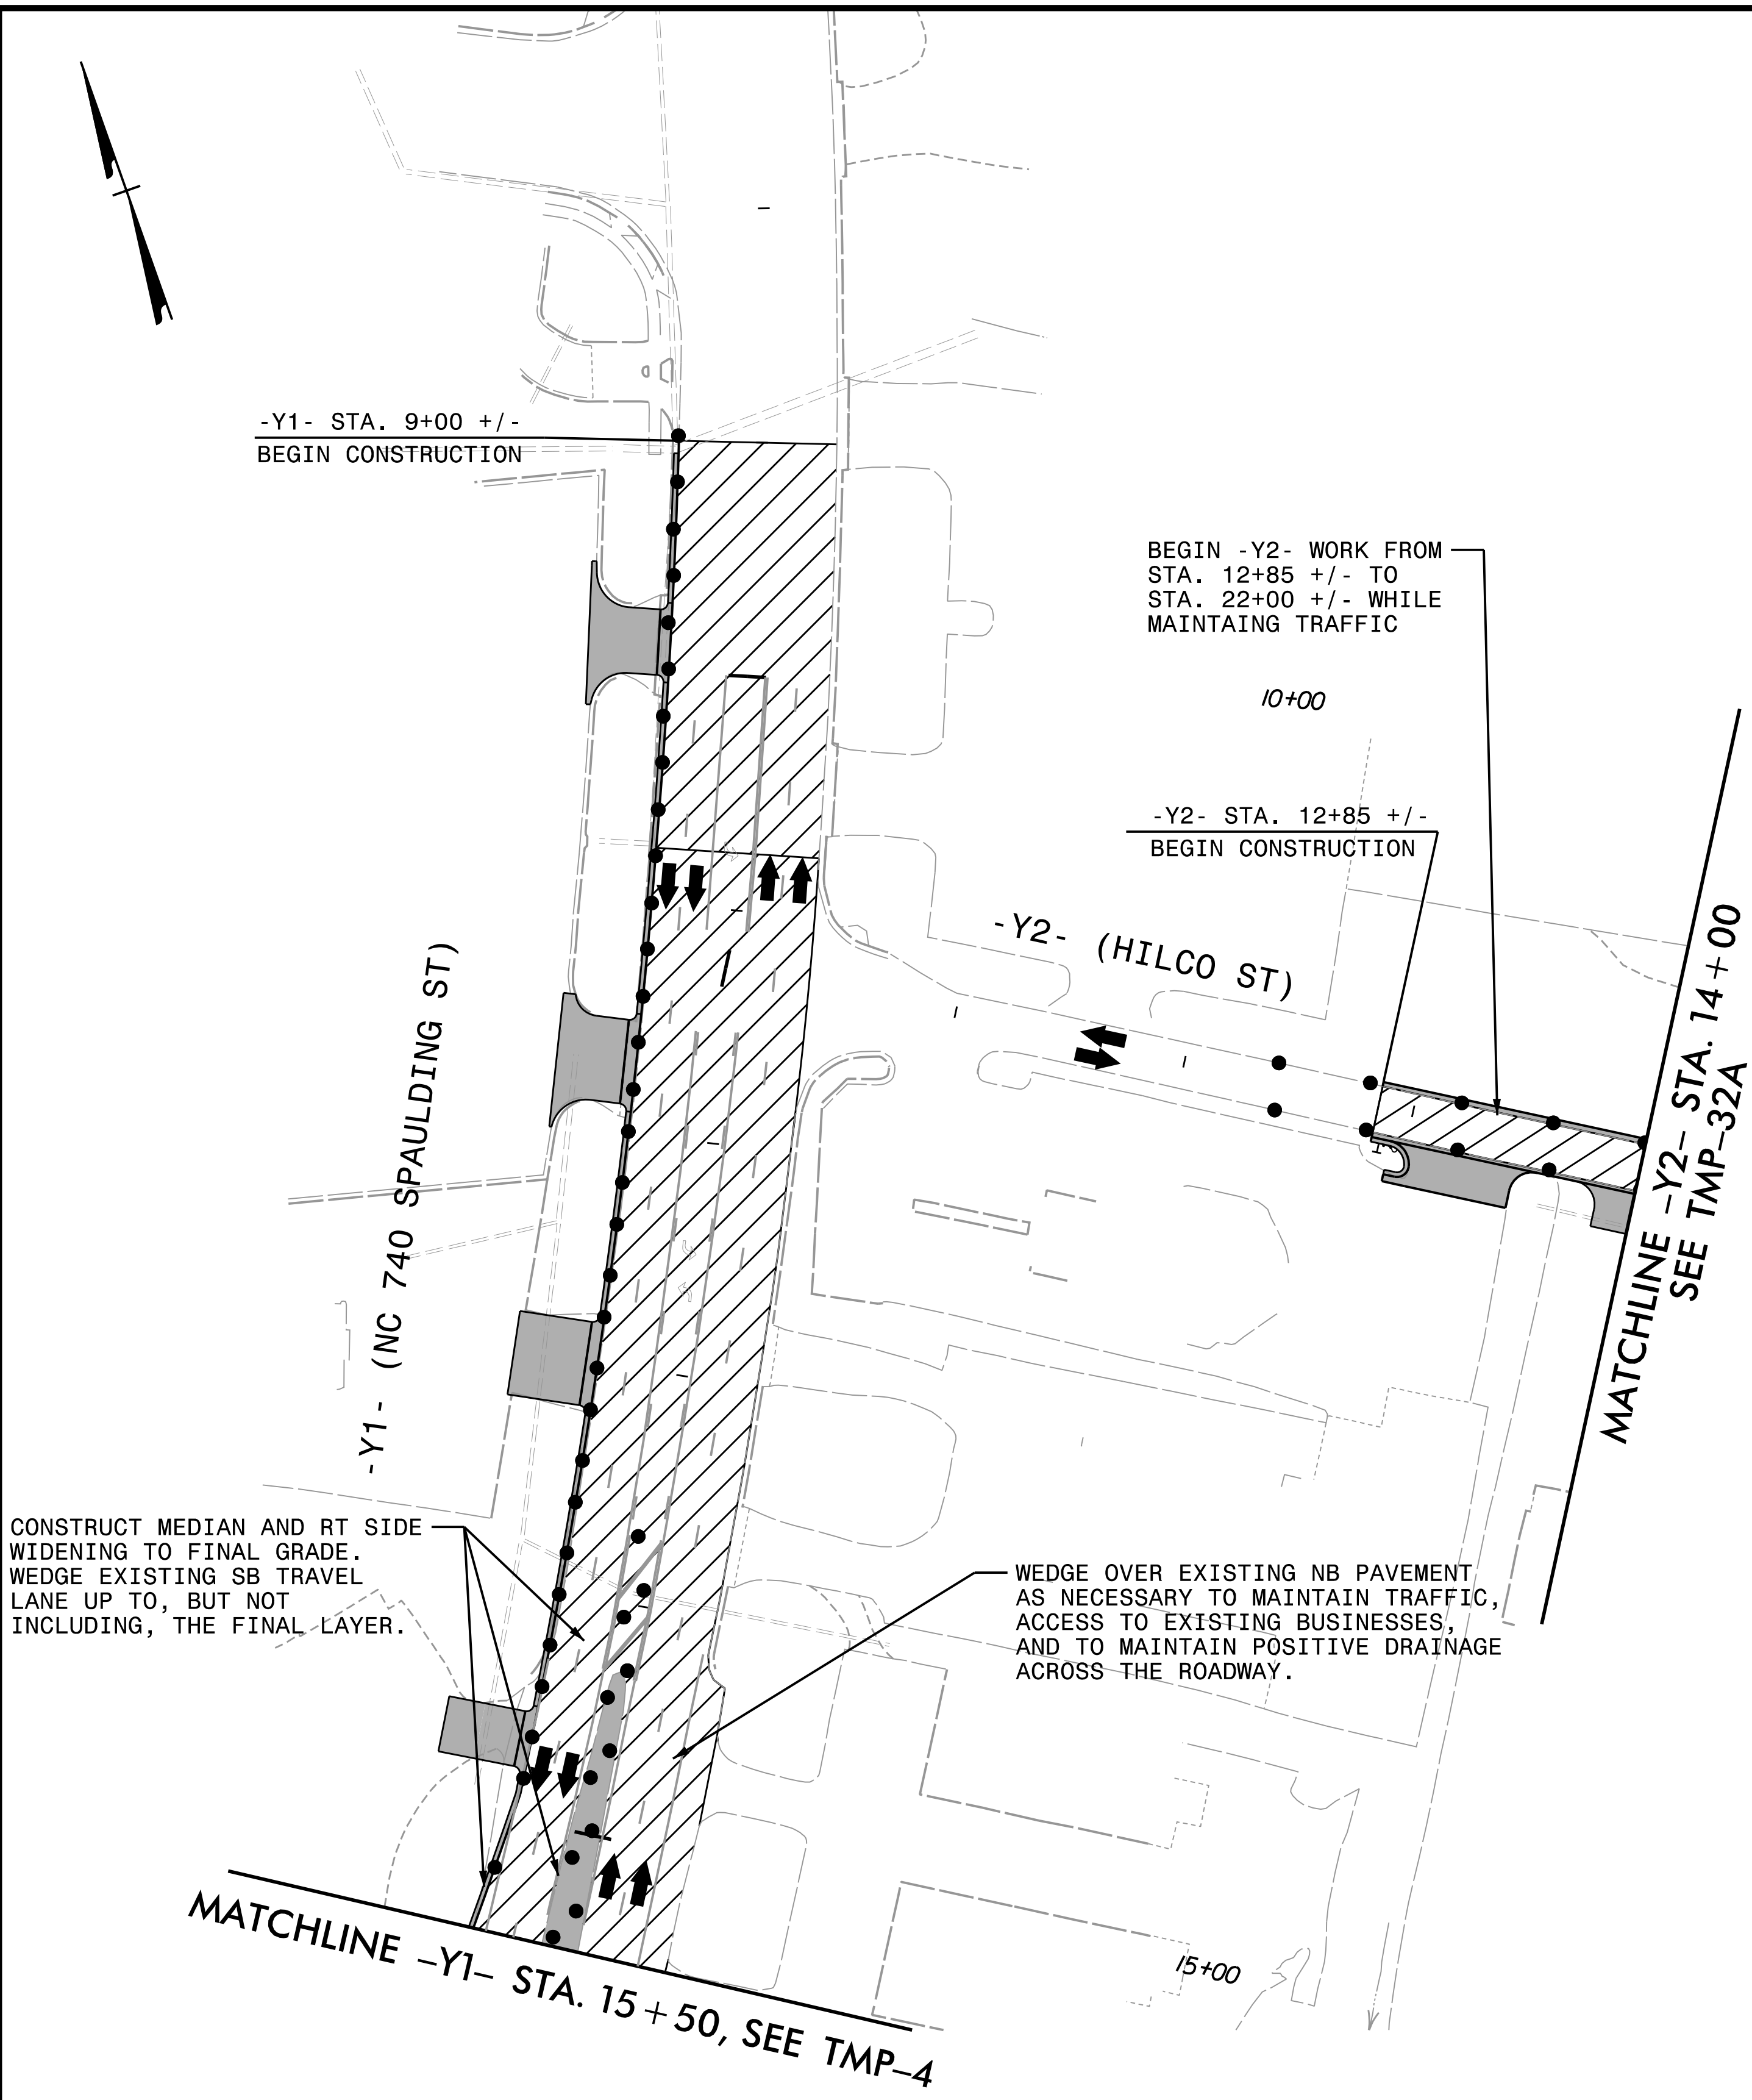 -Y1- STA. 9+00 +/-
BEGIN CONSTRUCTION
BEGIN -Y2- WORK FROM
STA. 12+85 +/- TO
STA. 22+00 +/- WHILE
MAINTAING TRAFFIC
10+00
-Y2- STA. 12+85 +/-
BEGIN CONSTRUCTION
-Y2- (HILCO ST)
MATCHLINE -Y2- STA. 14+00
SEE TMP-32A
-Y1- (NC 740 SPAULDING ST)
CONSTRUCT MEDIAN AND RT SIDE
WIDENING TO FINAL GRADE.
WEDGE EXISTING SB TRAVEL
LANE UP TO, BUT NOT
INCLUDING, THE FINAL LAYER.
WEDGE OVER EXISTING NB PAVEMENT
AS NECESSARY TO MAINTAIN TRAFFIC,
ACCESS TO EXISTING BUSINESSES,
AND TO MAINTAIN POSITIVE DRAINAGE
ACROSS THE ROADWAY.
15+00
MATCHLINE -Y1- STA. 15+50, SEE TMP-4